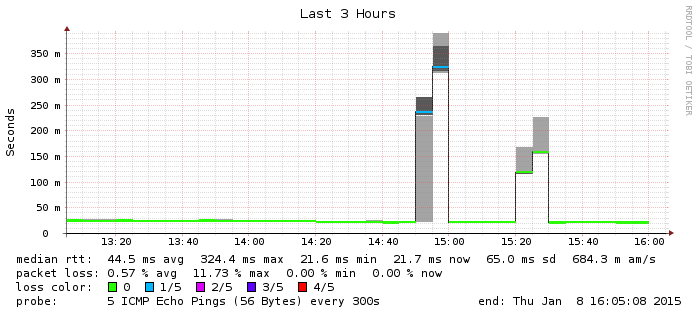 Last 3 Hours
RRDTOOL / TOBI OETIKER
Seconds
350 m
300 m
250 m
200 m
150 m
100 m
50 m
0
13:20 13:40 14:00 14:20 14:40 15:00 15:20 15:40 16:00
median rtt: 44.5 ms avg 324.4 ms max 21.6 ms min 21.7 ms now 65.0 ms sd 684.3 m am/s
packet loss: 0.57 % avg 11.73 % max 0.00 % min 0.00 % now
loss color: 0 1/5 2/5 3/5 4/5
probe: 5 ICMP Echo Pings (56 Bytes) every 300s end: Thu Jan 8 16:05:08 2015